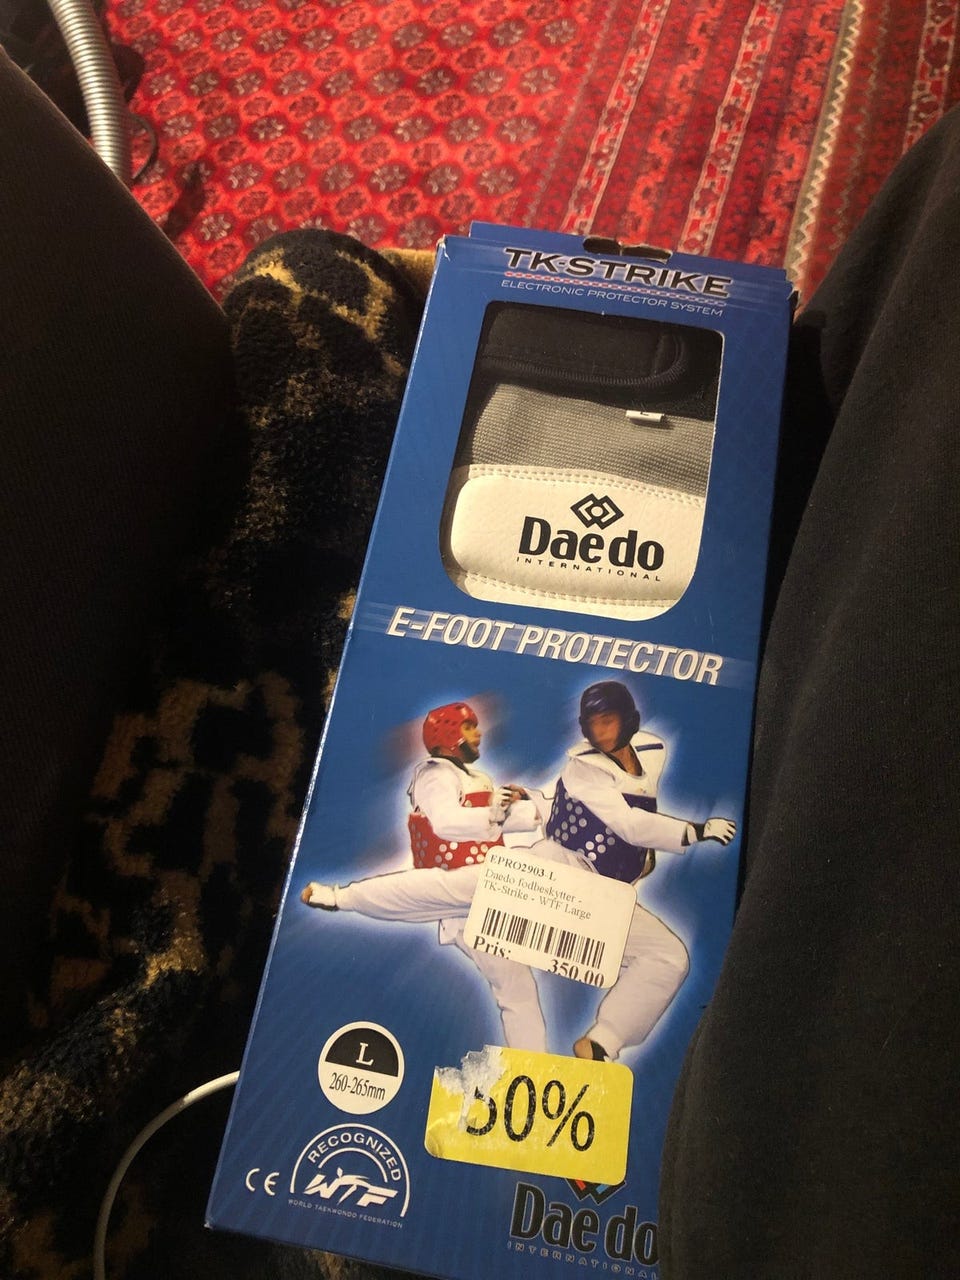 TK-STRIKE
ELECTRONIC PROTECTOR SYSTEM
L
Daedo
INTERNATIONAL
E-FOOT PROTECTOR
EPRO2903-L
Daedo fodbeskytter -
TK-Strike - WTF Large
Pris:
350.00
L
260-265mm
50%
RECOGNIZED
WTF
WORLD TAEKWONDO FEDERATION
CE
Daedo
INTERNATIONAL